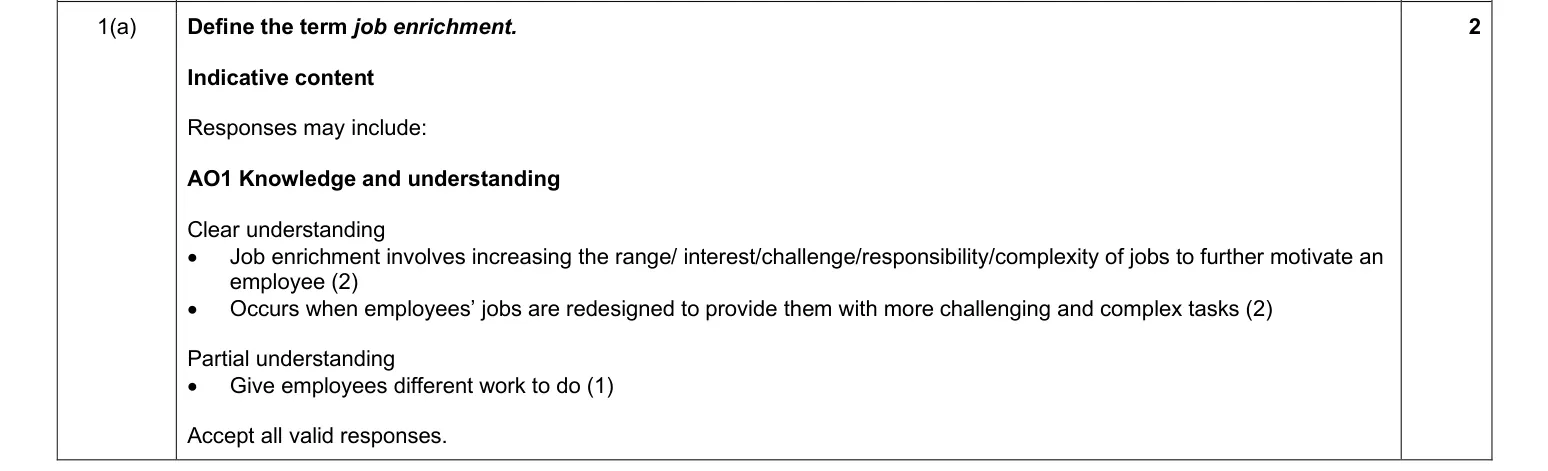 1(a) Define the term job enrichment. 2
Indicative content
Responses may include:
AO1 Knowledge and understanding
Clear understanding
• Job enrichment involves increasing the range/ interest/challenge/responsibility/complexity of jobs to further motivate an
employee (2)
• Occurs when employees’ jobs are redesigned to provide them with more challenging and complex tasks (2)
Partial understanding
• Give employees different work to do (1)
Accept all valid responses.